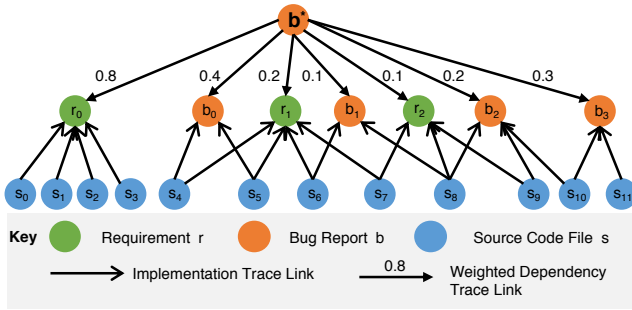 b*
0.8 0.4 0.2 0.1 0.1 0.2 0.3
r0 b0 r1 b1 r2 b2 b3
s0 s1 s2 s3 s4 s5 s6 s7 s8 s9 s10 s11
Key Requirement r Bug Report b Source Code File s
Implementation Trace Link 0.8 Weighted Dependency
Trace Link